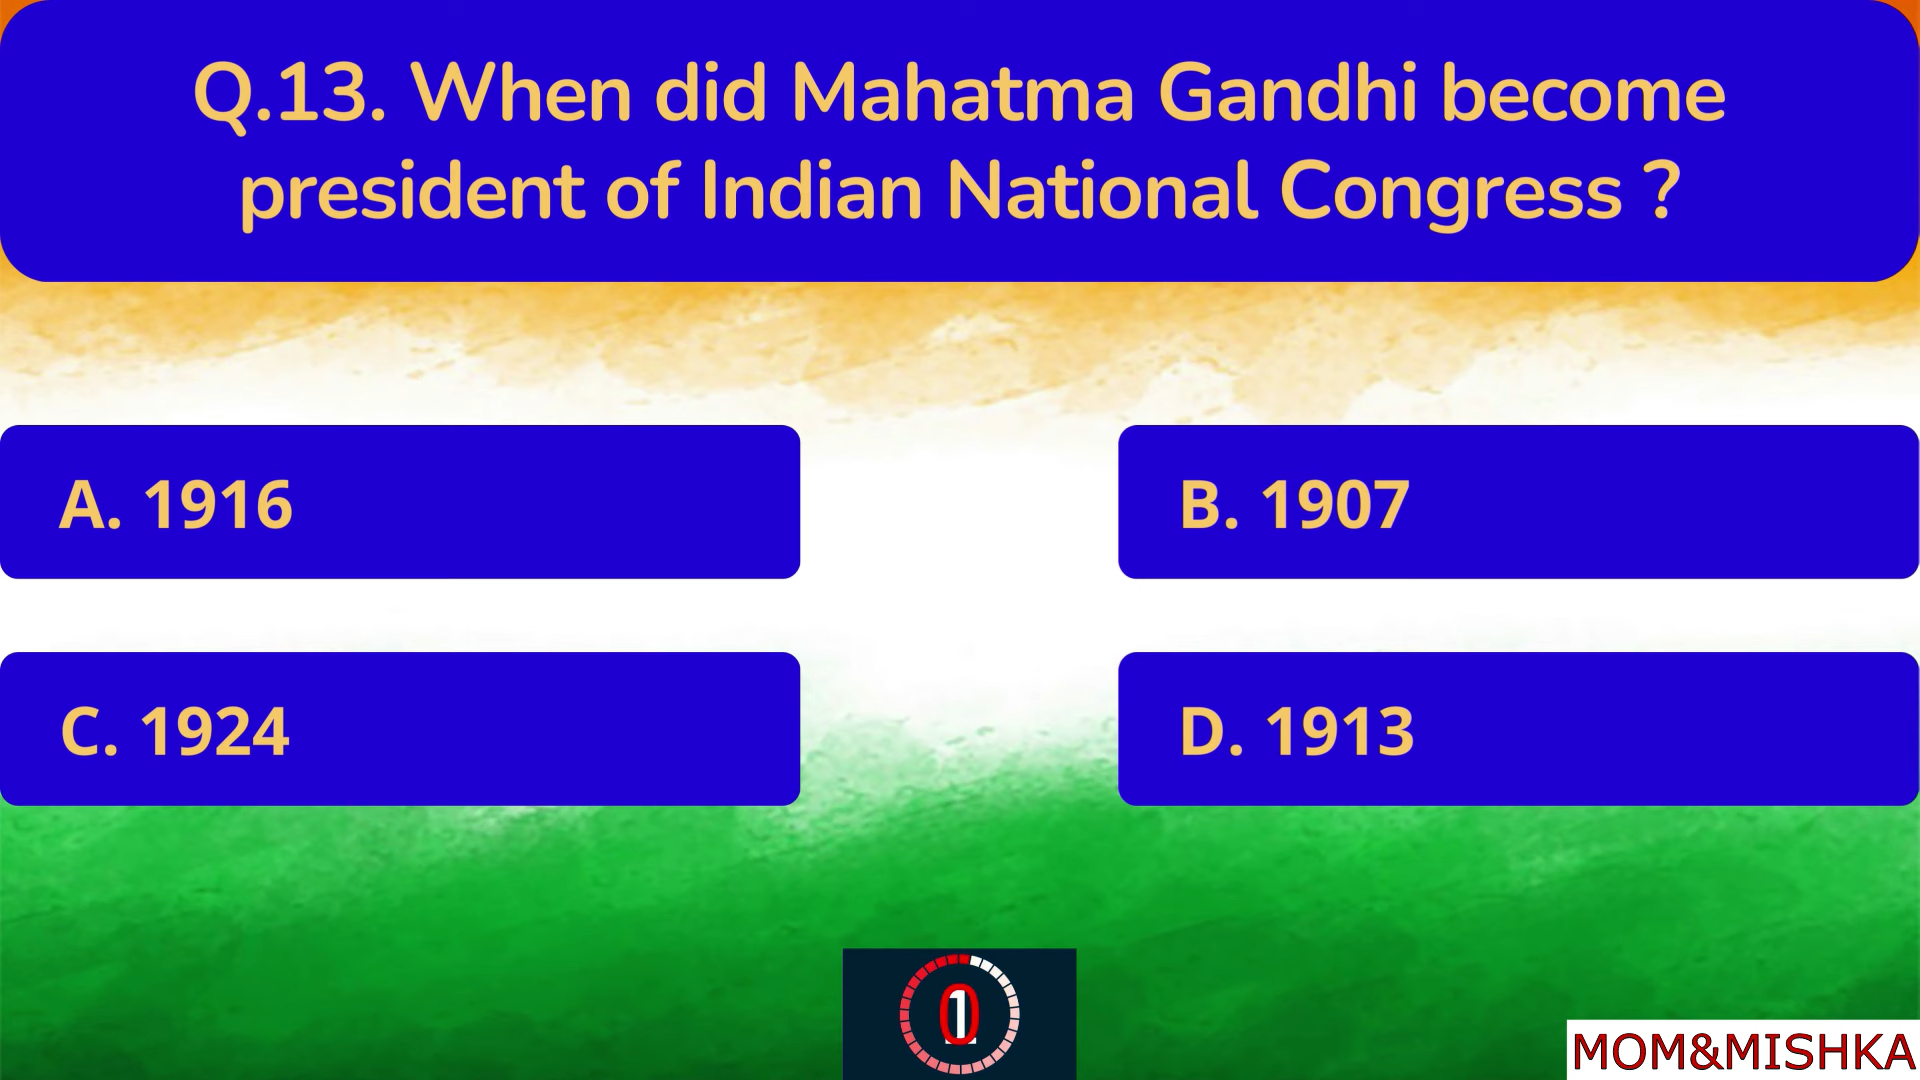 Q.13. When did Mahatma Gandhi become
president of Indian National Congress ?
A. 1916
B. 1907
C. 1924
D. 1913
MOM&MISHKA